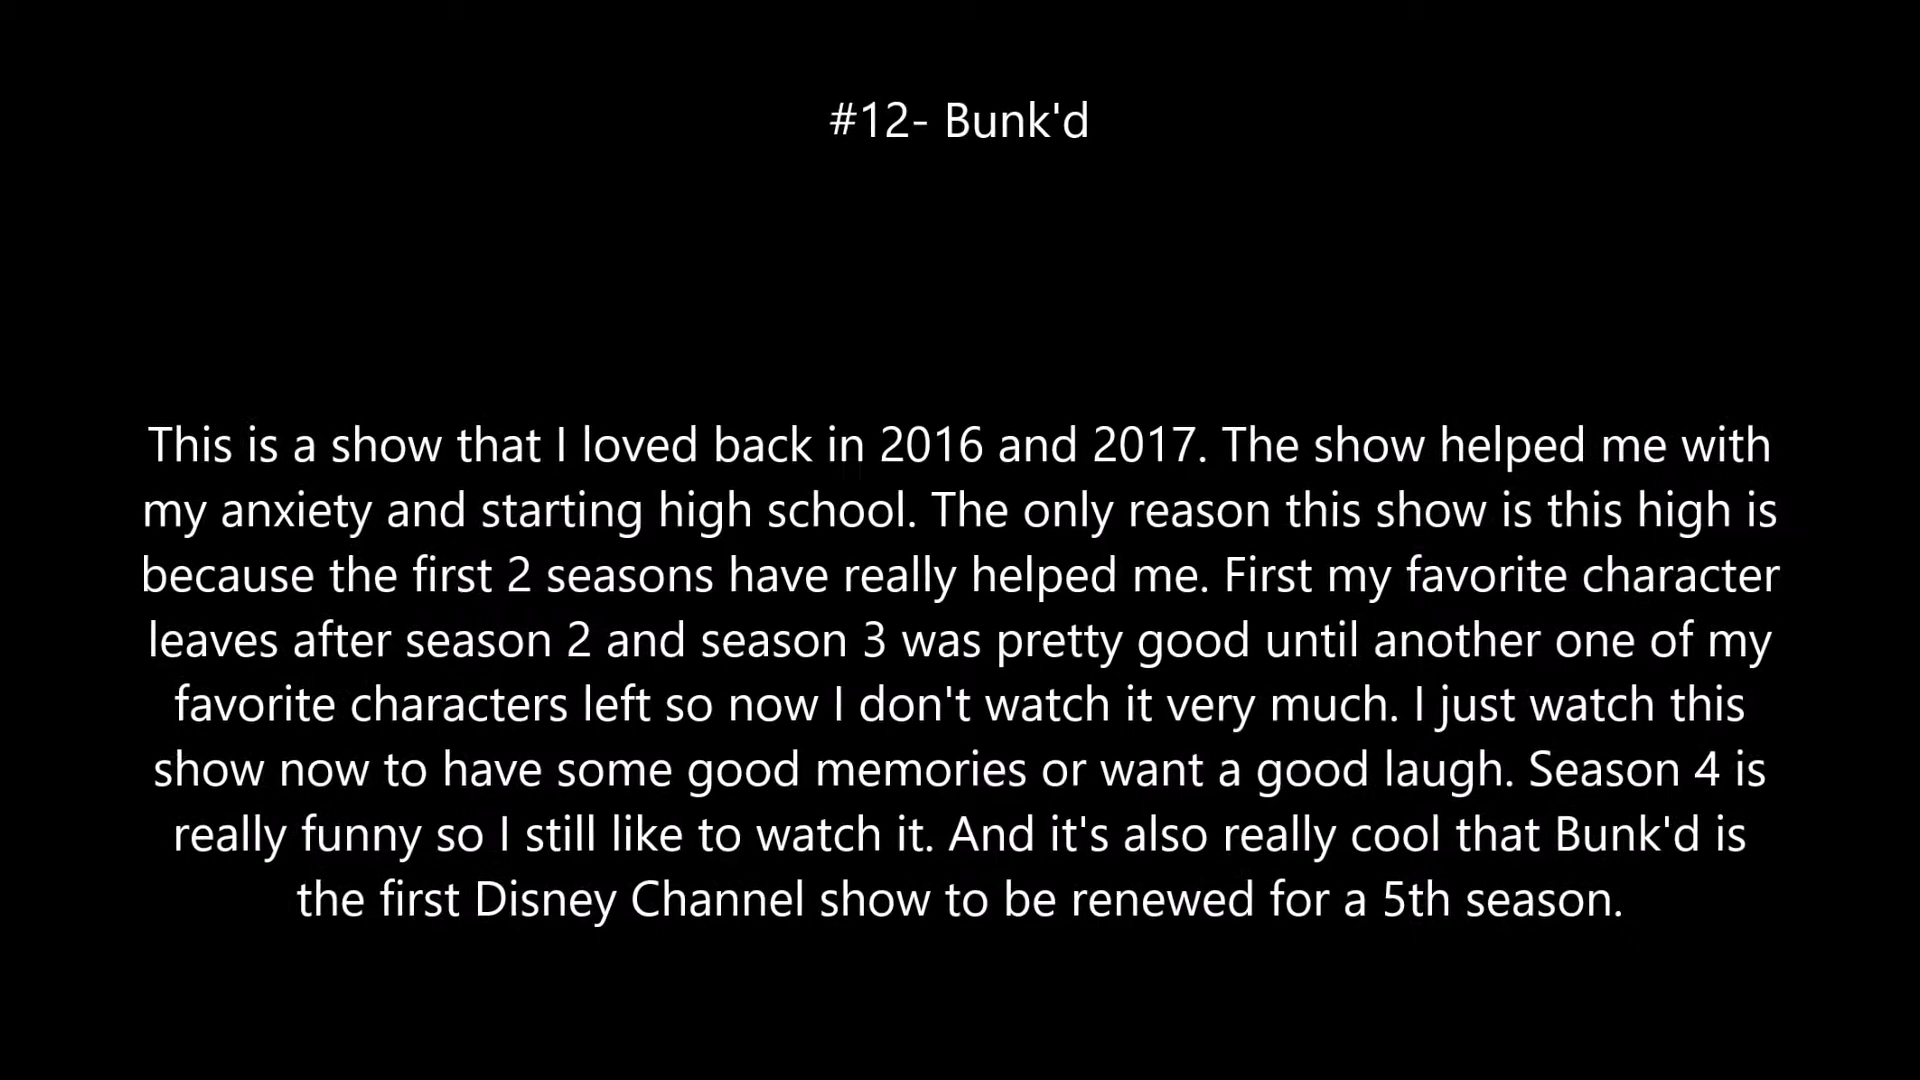 #12- Bunk'd
This is a show that I loved back in 2016 and 2017. The show helped me with
my anxiety and starting high school. The only reason this show is this high is
because the first 2 seasons have really helped me. First my favorite character
leaves after season 2 and season 3 was pretty good until another one of my
favorite characters left so now I don't watch it very much. I just watch this
show now to have some good memories or want a good laugh. Season 4 is
really funny so I still like to watch it. And it's also really cool that Bunk'd is
the first Disney Channel show to be renewed for a 5th season.